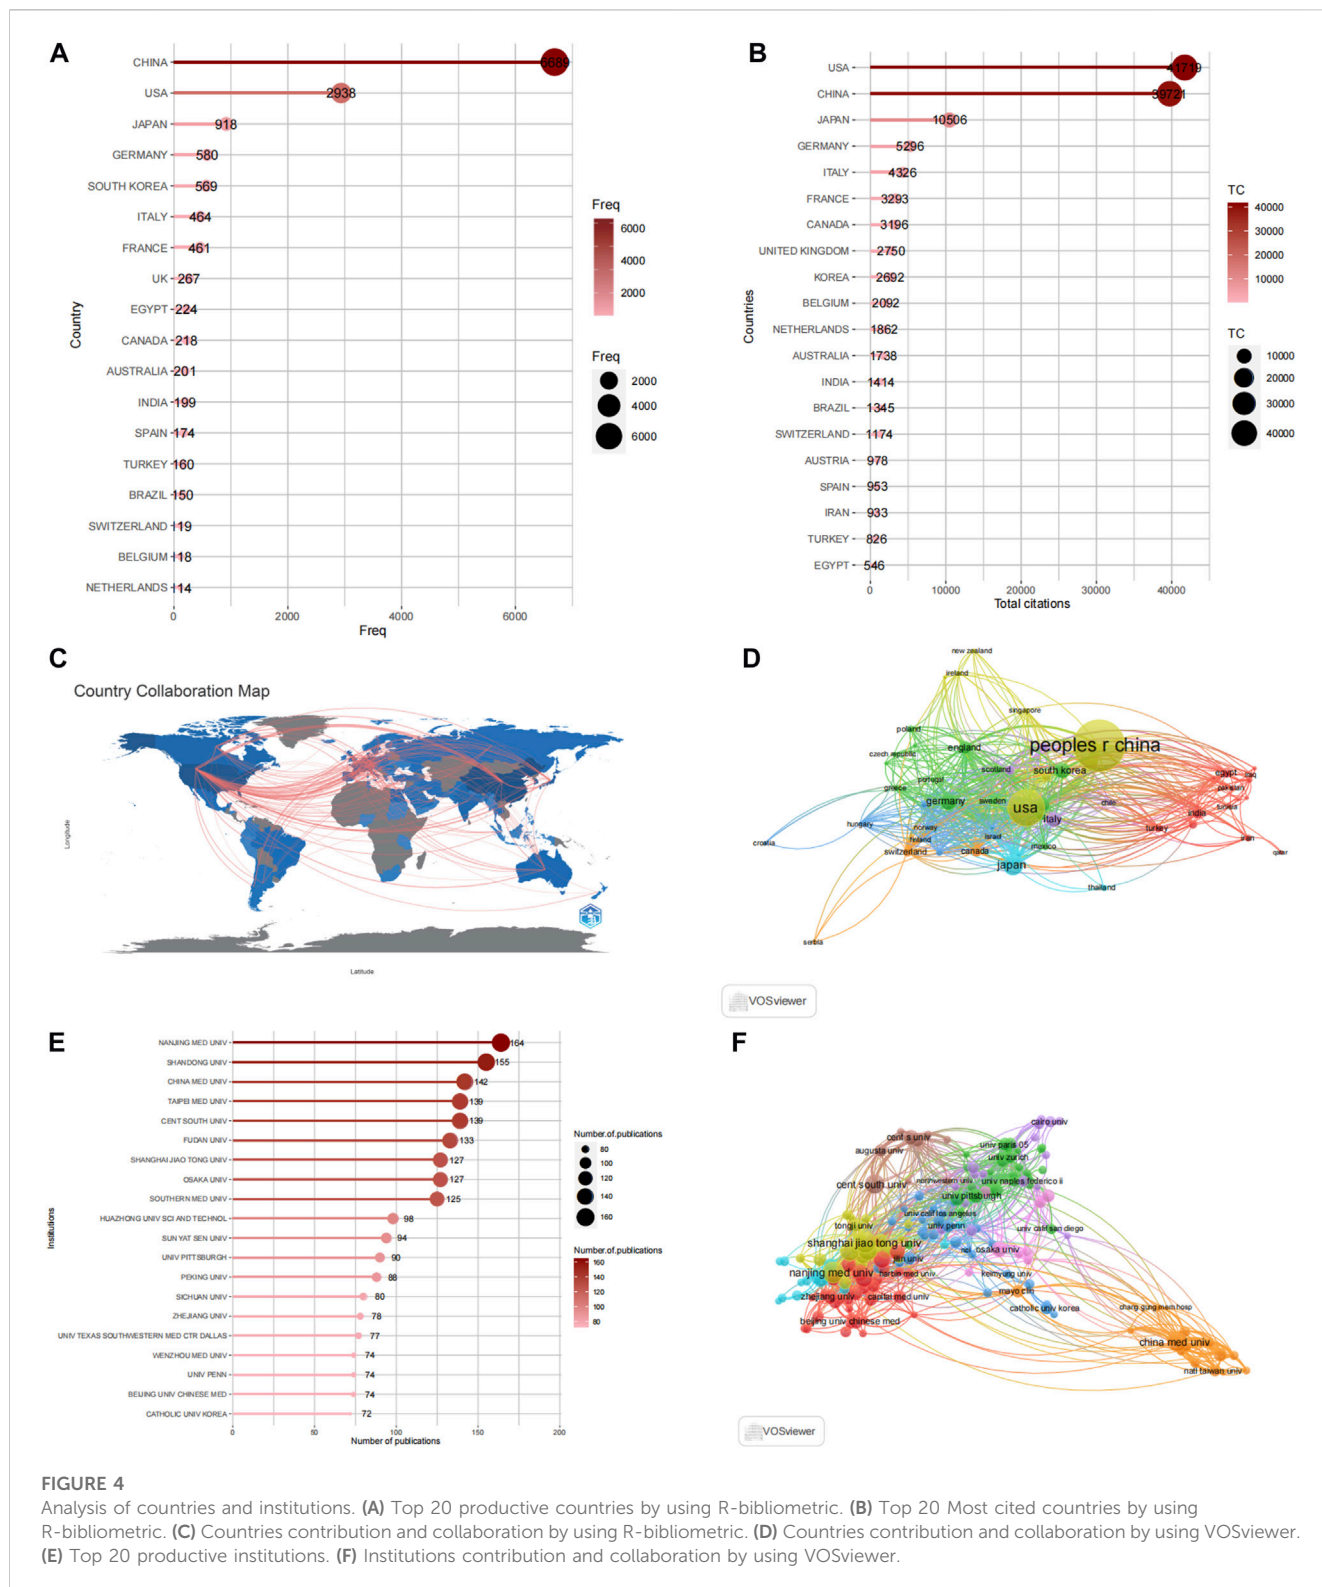 A
CHINA
6689
USA
2938
JAPAN
918
GERMANY
580
SOUTH KOREA
569
ITALY
464
FRANCE
461
UK
267
EGYPT
224
CANADA
218
AUSTRALIA
201
INDIA
199
SPAIN
174
TURKEY
160
BRAZIL
150
SWITZERLAND
119
BELGIUM
118
NETHERLANDS
114
0
2000
4000
6000
Freq
Country
Freq
6000
4000
2000
Freq
2000
4000
6000
B
USA
41719
CHINA
39721
JAPAN
10506
GERMANY
5296
ITALY
4326
FRANCE
3293
CANADA
3196
UNITED KINGDOM
2750
KOREA
2692
BELGIUM
2092
NETHERLANDS
1862
AUSTRALIA
1738
INDIA
1414
BRAZIL
1345
SWITZERLAND
1174
AUSTRIA
978
SPAIN
953
IRAN
933
TURKEY
826
EGYPT
546
0
10000
20000
30000
40000
Total citations
Countries
TC
40000
30000
20000
10000
TC
10000
20000
30000
40000
C
Country Collaboration Map
Longitude
Latitude
D
new zealand
ireland
singapore
poland
england
peoples r china
czech republic
scotland
south korea
egypt
iraq
portugal
pakistan
greece
germany
sweden
usa
chile
tunisia
italy
india
hungary
norway
turkey
croatia
finland
israel
mexico
iran
switzerland
canada
qatar
japan
thailand
serbia
VOSviewer
E
NANJING MED UNIV
164
SHANDONG UNIV
155
CHINA MED UNIV
142
TAIPEI MED UNIV
139
CENT SOUTH UNIV
139
FUDAN UNIV
133
SHANGHAI JIAO TONG UNIV
127
OSAKA UNIV
127
SOUTHERN MED UNIV
125
HUAZHONG UNIV SCI AND TECHNOL
98
SUN YAT SEN UNIV
94
UNIV PITTSBURGH
90
PEKING UNIV
88
SICHUAN UNIV
80
ZHEJIANG UNIV
78
UNIV TEXAS SOUTHWESTERN MED CTR DALLAS
77
WENZHOU MED UNIV
74
UNIV PENN
74
BEIJING UNIV CHINESE MED
74
CATHOLIC UNIV KOREA
72
0
50
100
150
200
Number of publications
Institutions
Number.of.publications
80
100
120
140
160
Number.of.publications
160
140
120
100
80
F
cairo univ
cent s univ
univ paris 05
augusta univ
univ zurich
cent south univ
northwestern univ
univ naples federico ii
univ pittsburgh
univ calif los angeles
tongji univ
univ penn
univ calif san diego
shanghai jiao tong univ
nci
osaka univ
jilin univ
nanjing med univ
harbin med univ
keimyung univ
mayo clin
zhejiang univ
capital med univ
catholic univ korea
chang gung mem hosp
beijing univ chinese med
china med univ
natl taiwan univ
VOSviewer
FIGURE 4
Analysis of countries and institutions. (A) Top 20 productive countries by using R-bibliometric. (B) Top 20 Most cited countries by using
R-bibliometric. (C) Countries contribution and collaboration by using R-bibliometric. (D) Countries contribution and collaboration by using VOSviewer.
(E) Top 20 productive institutions. (F) Institutions contribution and collaboration by using VOSviewer.